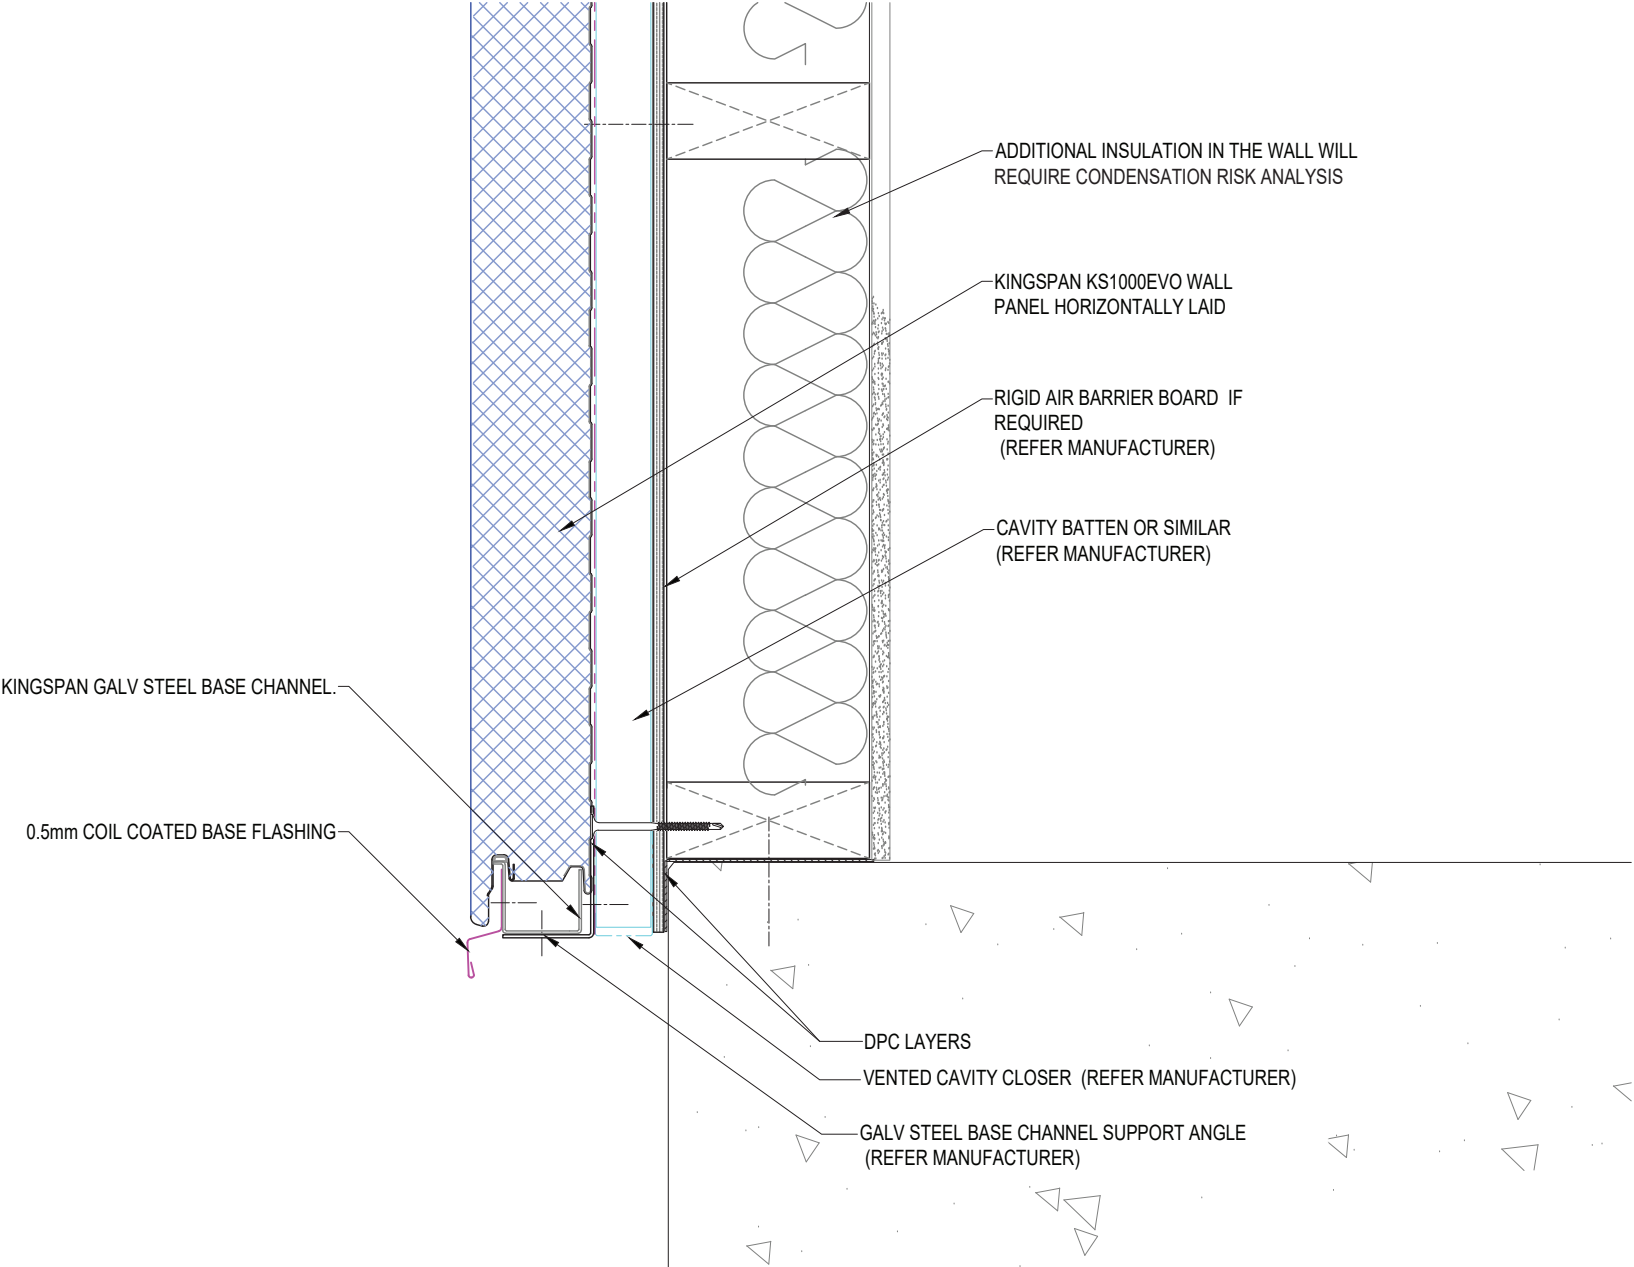 ADDITIONAL INSULATION IN THE WALL WILL
REQUIRE CONDENSATION RISK ANALYSIS
KINGSPAN KS1000EVO WALL
PANEL HORIZONTALLY LAID
RIGID AIR BARRIER BOARD IF
REQUIRED
(REFER MANUFACTURER)
CAVITY BATTEN OR SIMILAR
(REFER MANUFACTURER)
KINGSPAN GALV STEEL BASE CHANNEL.
0.5mm COIL COATED BASE FLASHING
DPC LAYERS
VENTED CAVITY CLOSER (REFER MANUFACTURER)
GALV STEEL BASE CHANNEL SUPPORT ANGLE
(REFER MANUFACTURER)